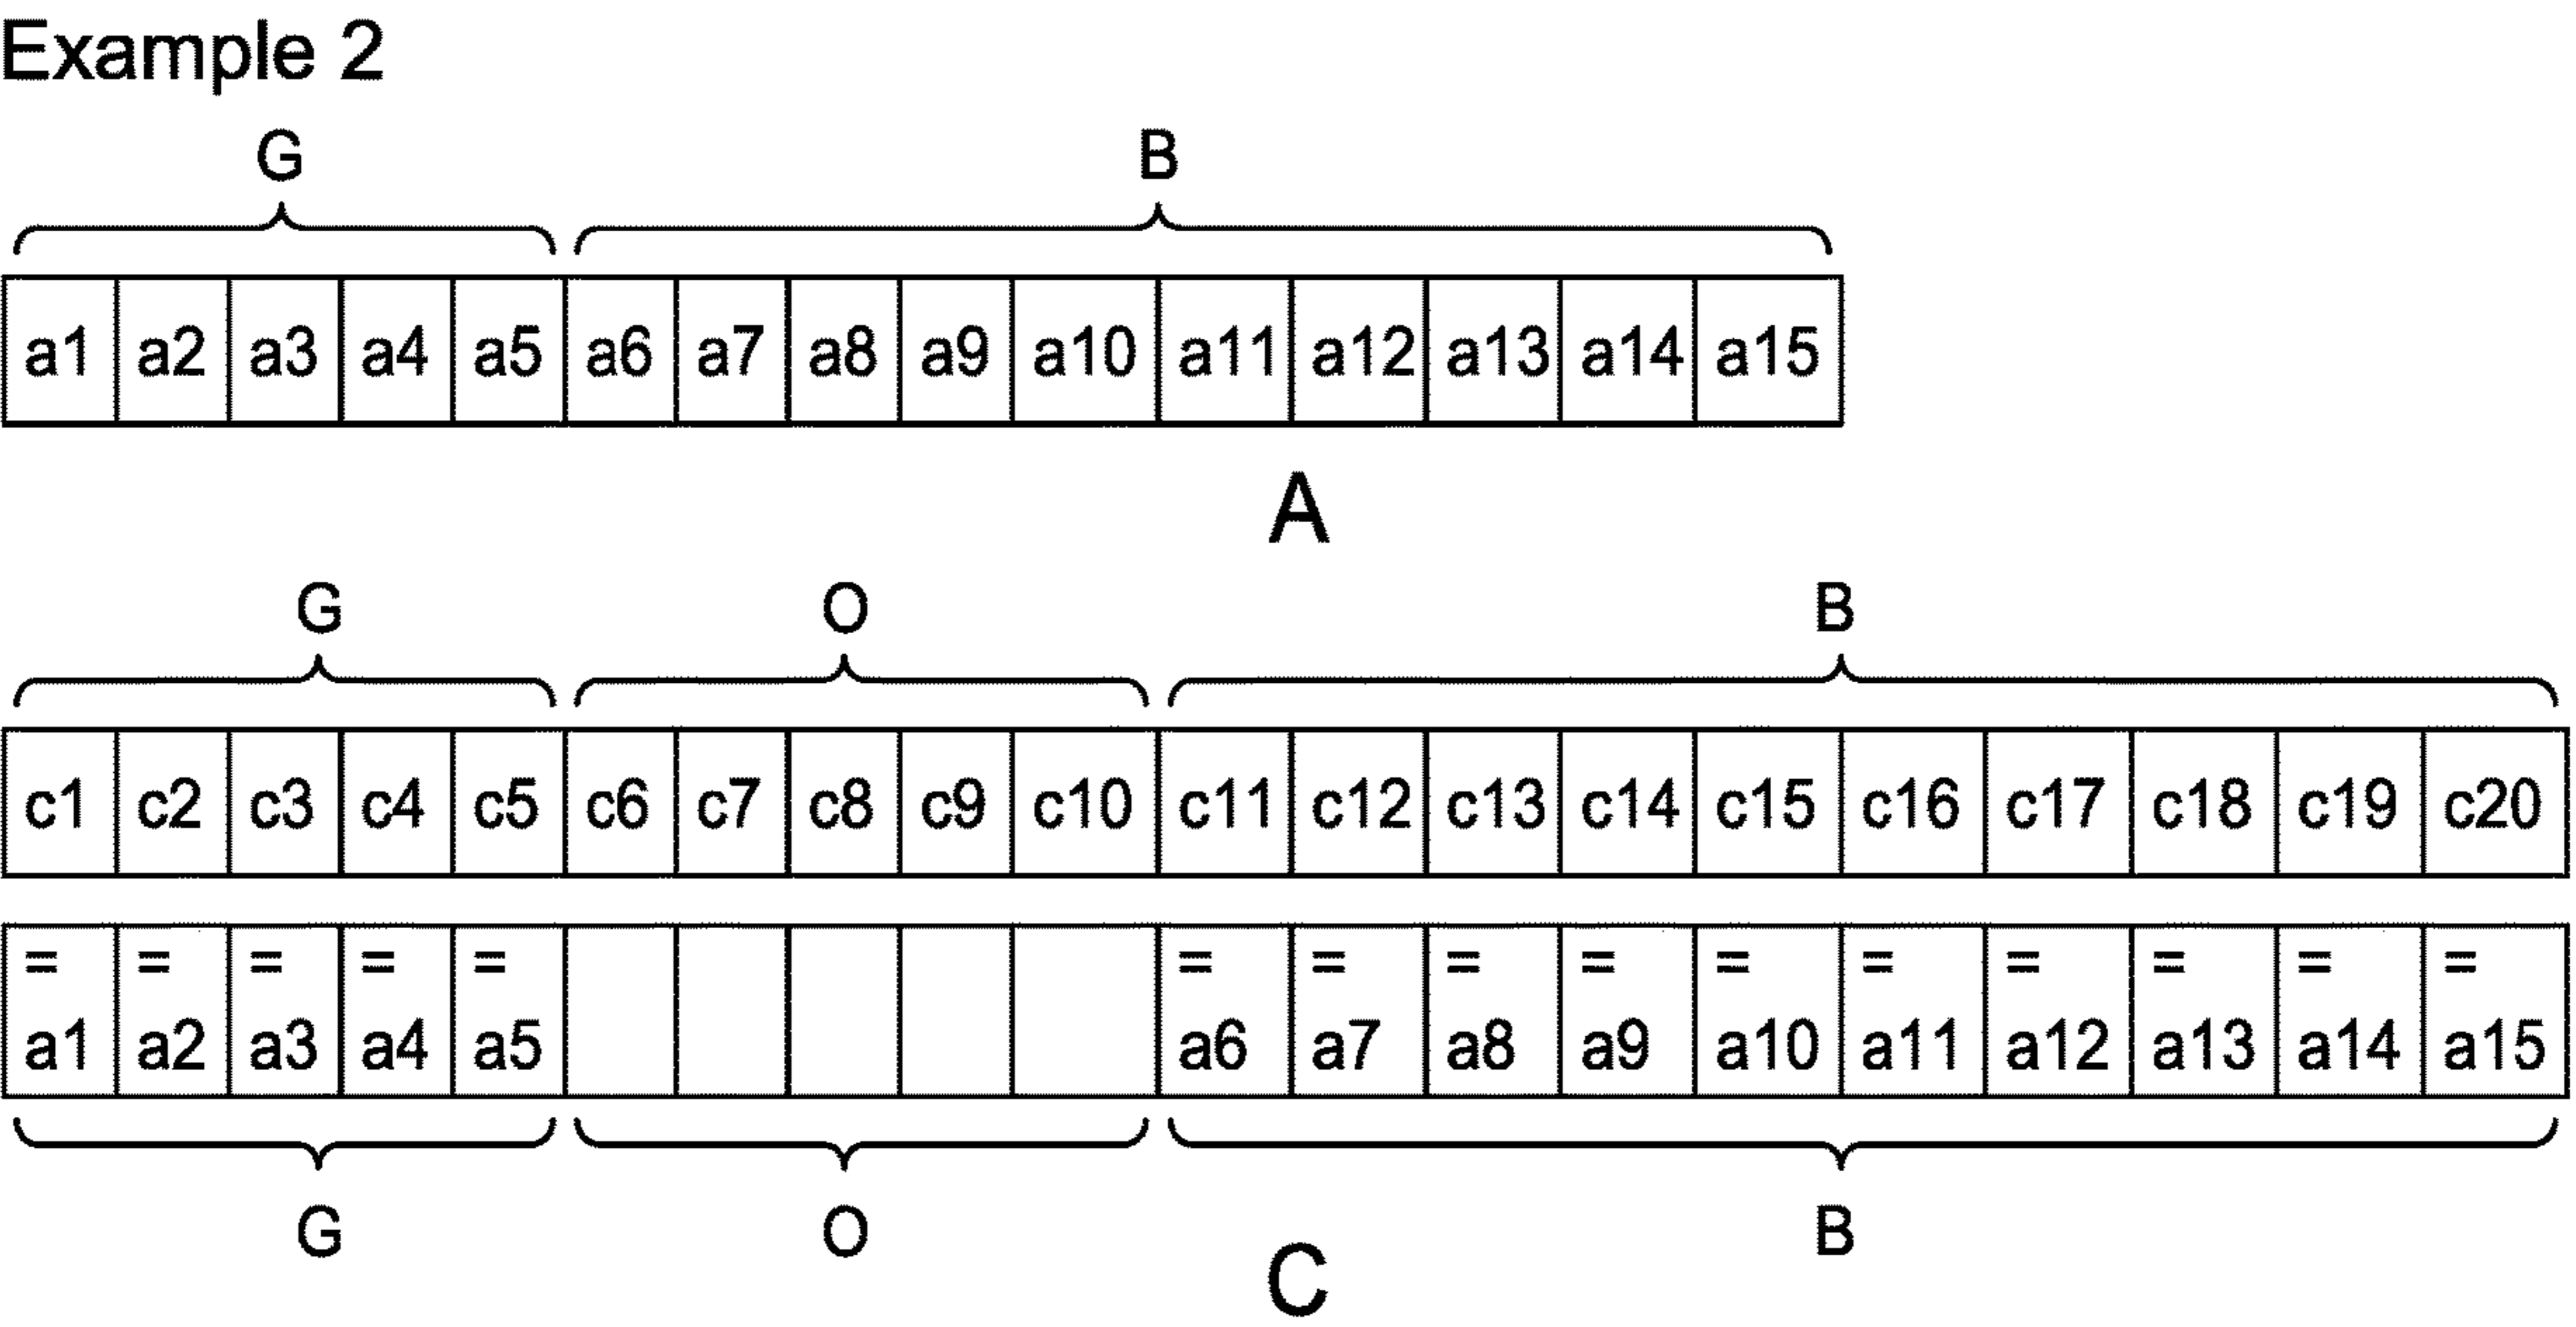 Example 2
G B
a1 a2 a3 a4 a5 a6 a7 a8 a9 a10 a11 a12 a13 a14 a15
A
G O B
c1 c2 c3 c4 c5 c6 c7 c8 c9 c10 c11 c12 c13 c14 c15 c16 c17 c18 c19 c20
= = = = = = = = = = = = = = =
a1 a2 a3 a4 a5 a6 a7 a8 a9 a10 a11 a12 a13 a14 a15
G O B
C